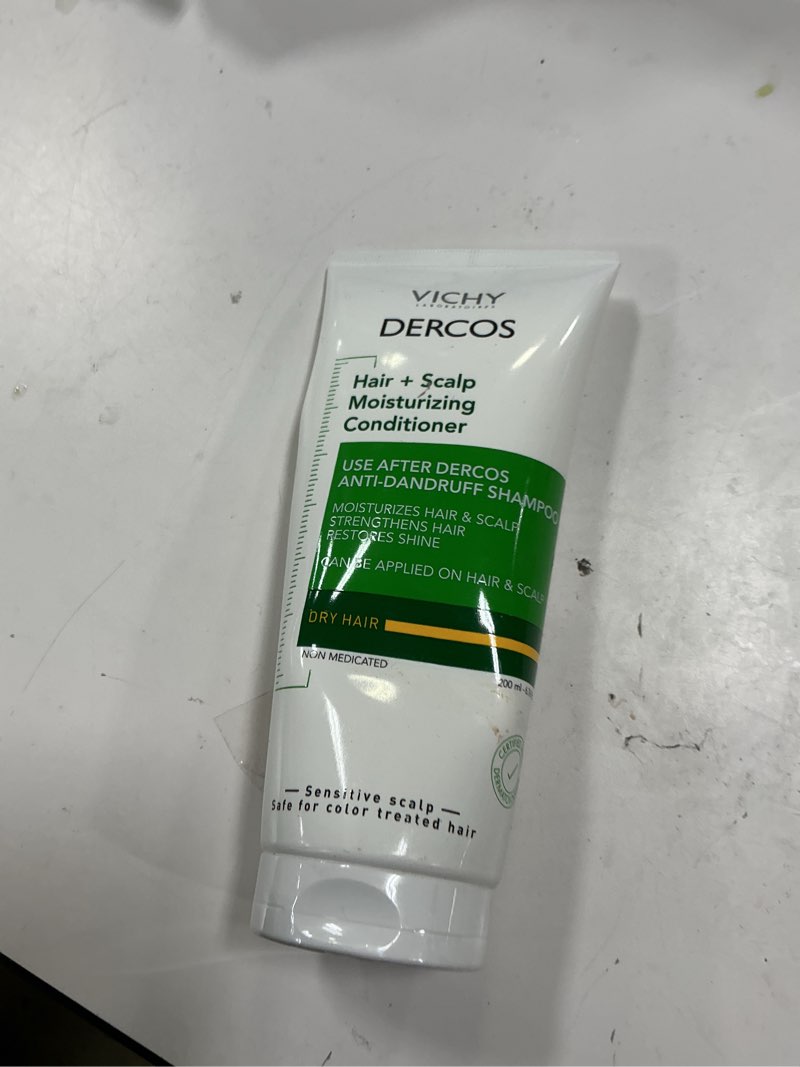 VICHY
LABORATOIRES
DERCOS
Hair + Scalp
Moisturizing
Conditioner
USE AFTER DERCOS
ANTI-DANDRUFF SHAMPOO
MOISTURIZES HAIR & SCALP
STRENGTHENS HAIR
RESTORES SHINE
CAN BE APPLIED ON HAIR & SCALP
DRY HAIR
NON MEDICATED
200 ml -
— Sensitive scalp —
Safe for color treated hair